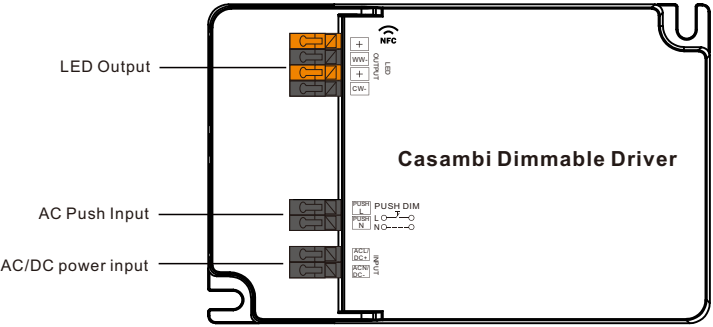 NFC
LED Output
+
WW-
+
CW-
LED
OUTPUT
Casambi Dimmable Driver
AC Push Input
PUSH
L
PUSH
N
PUSH DIM
L
N
AC/DC power input
ACL/
DC+
ACN/
DC-
INPUT